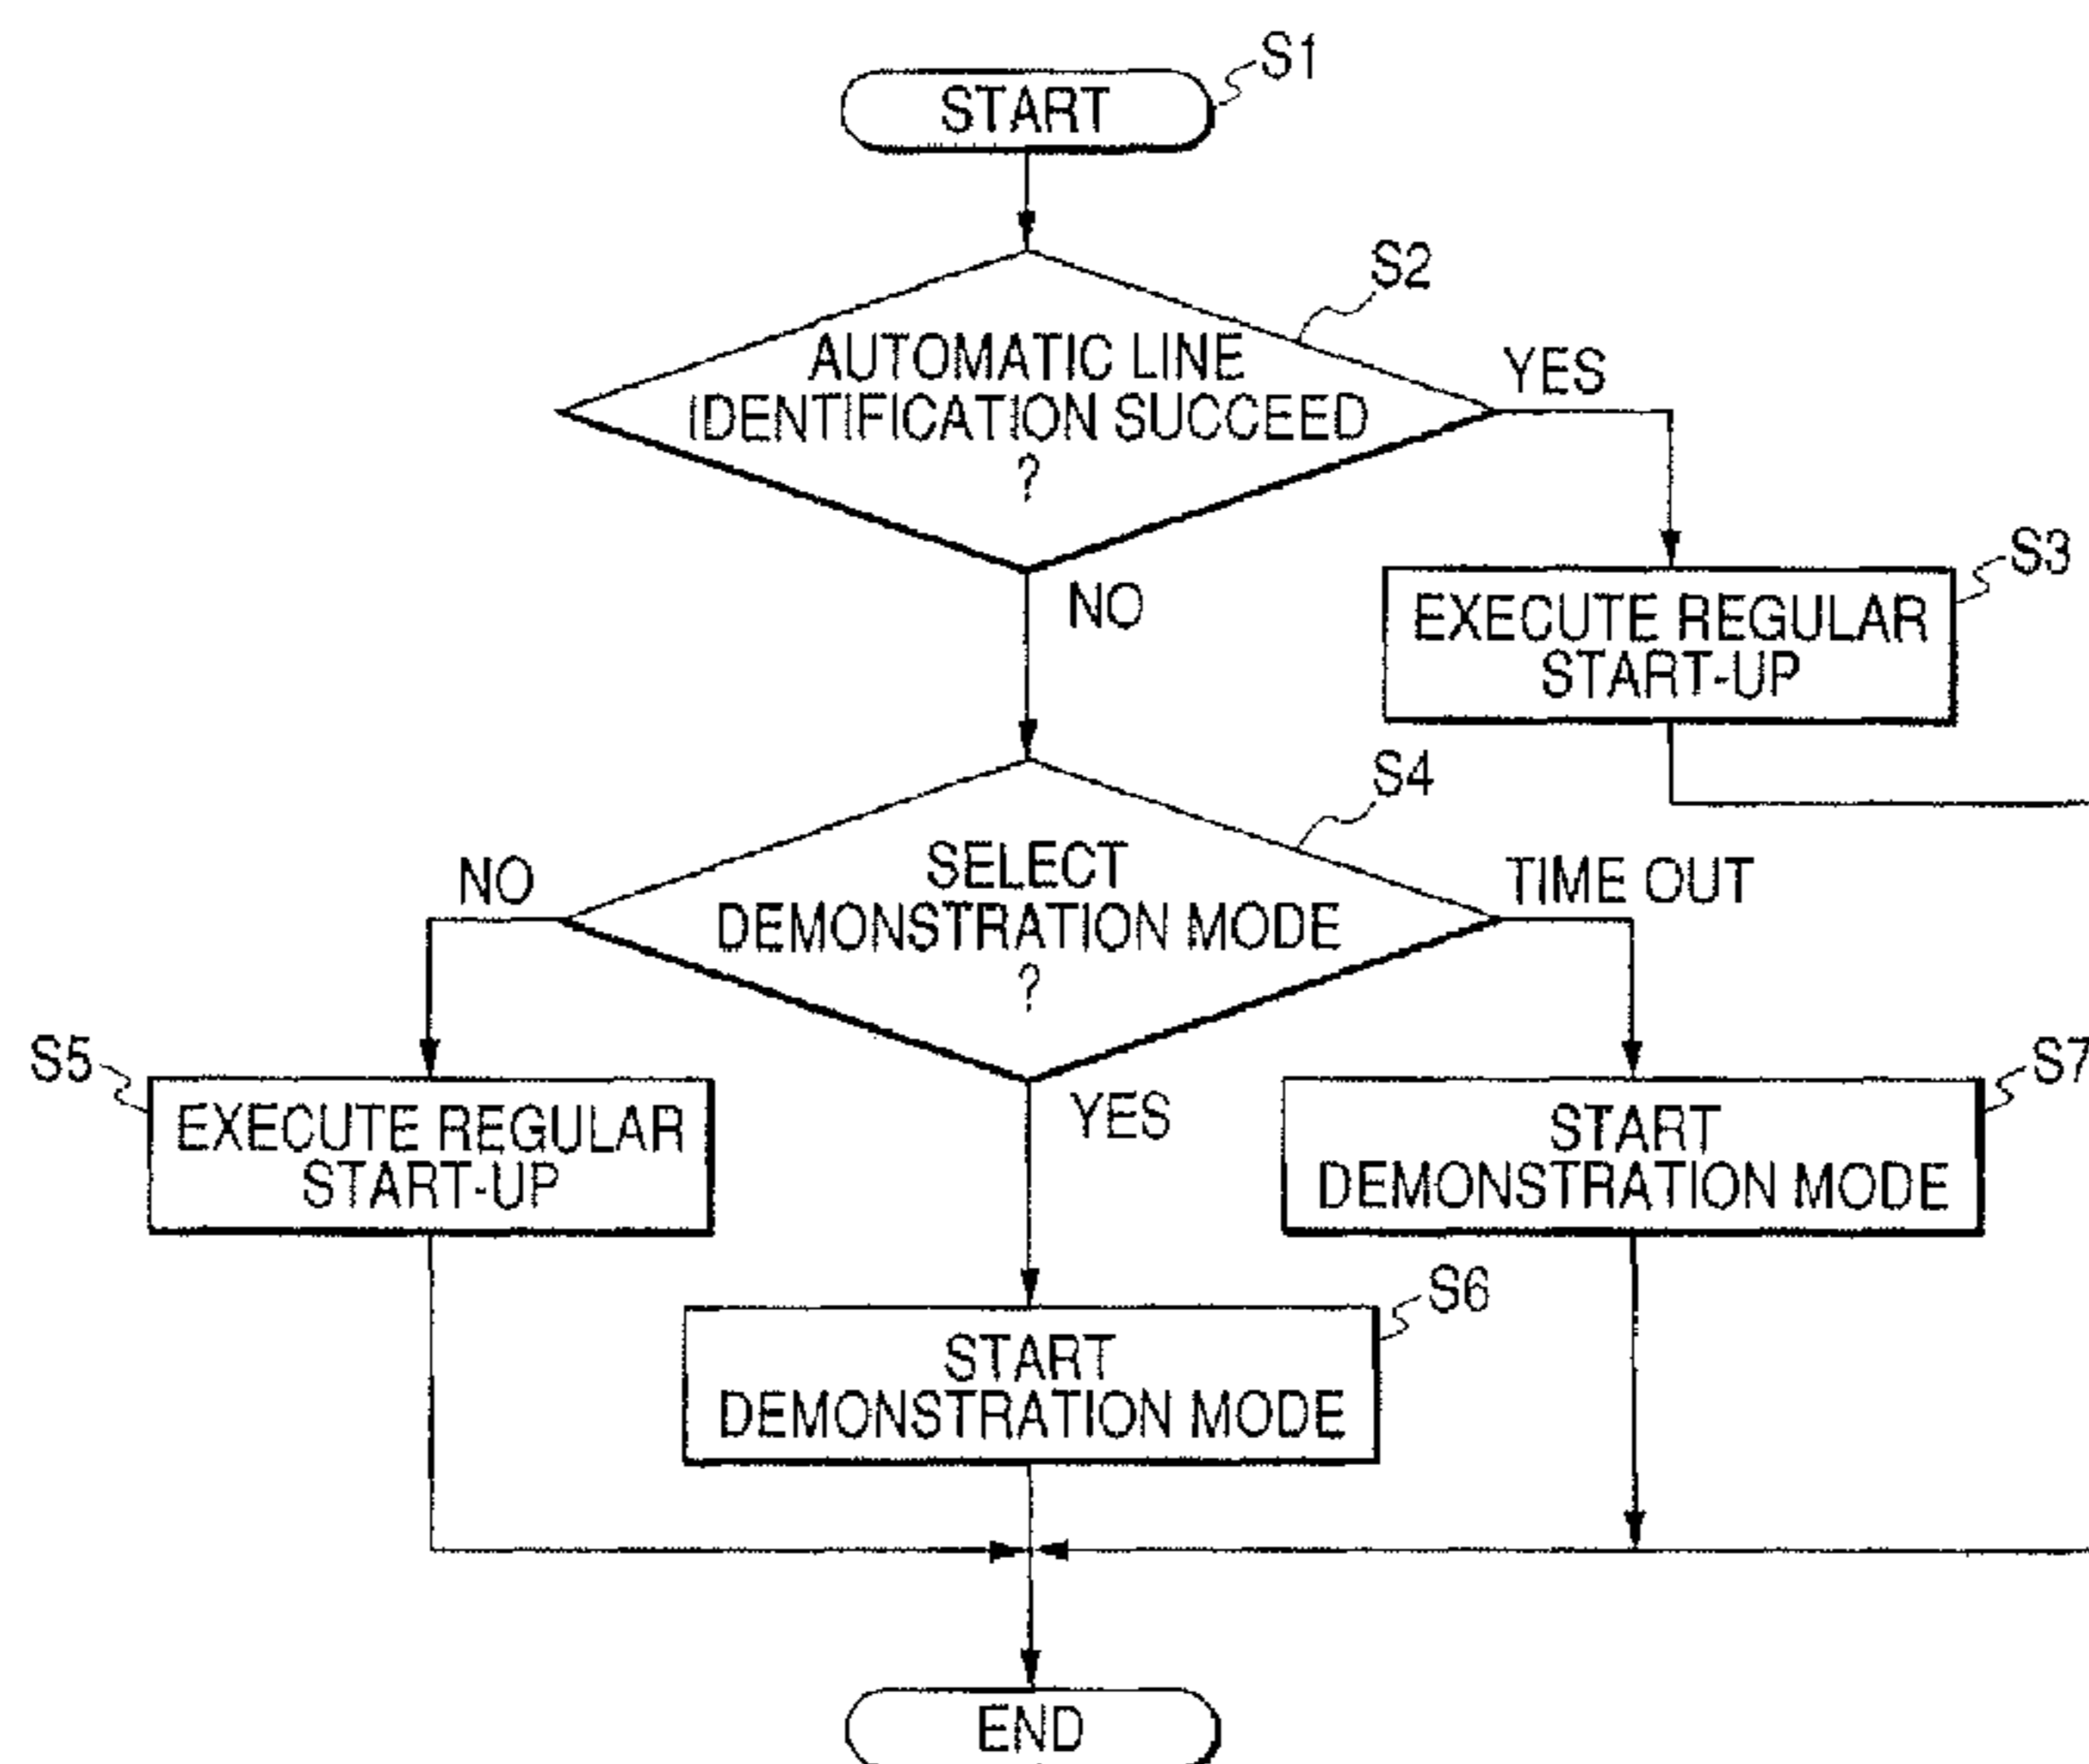 S1
START
S2
AUTOMATIC LINE
IDENTIFICATION SUCCEED
?
YES
NO
S3
EXECUTE REGULAR
START-UP
S4
SELECT
DEMONSTRATION MODE
?
NO
TIME OUT
YES
S5
EXECUTE REGULAR
START-UP
S7
START
DEMONSTRATION MODE
S6
START
DEMONSTRATION MODE
END